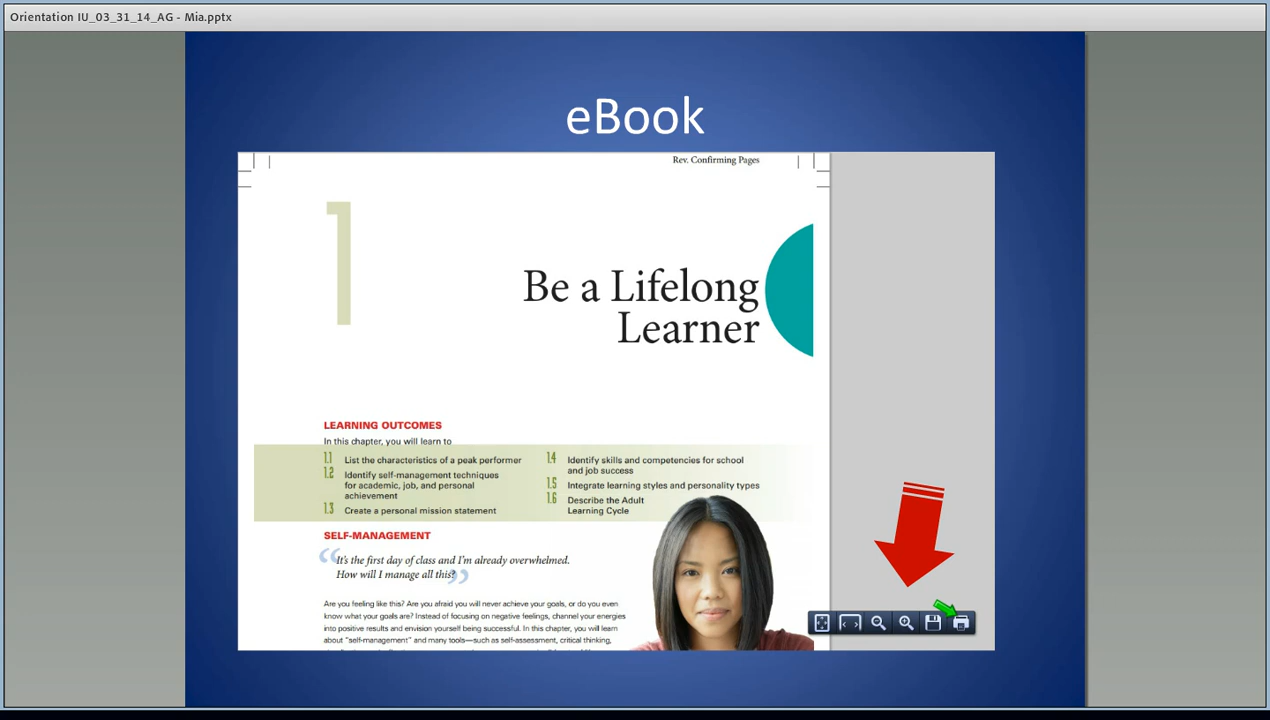 Orientation IU_03_31_14_AG - Mia.pptx
eBook
Rev. Confirming Pages
1
Be a Lifelong
Learner
LEARNING OUTCOMES
In this chapter, you will learn to
1.1 List the characteristics of a peak performer
1.2 Identify self-management techniques
for academic, job, and personal
achievement
1.3 Create a personal mission statement
1.4 Identify skills and competencies for school
and job success
1.5 Integrate learning styles and personality types
1.6 Describe the Adult
Learning Cycle
SELF-MANAGEMENT
“It's the first day of class and I'm already overwhelmed.
How will I manage all this?”
Are you feeling like this? Are you afraid you will never achieve your goals, or do you even
know what your goals are? Instead of focusing on negative feelings, channel your energies
into positive results and envision yourself being successful. In this chapter, you will learn
about "self-management" and many tools—such as self-assessment, critical thinking,